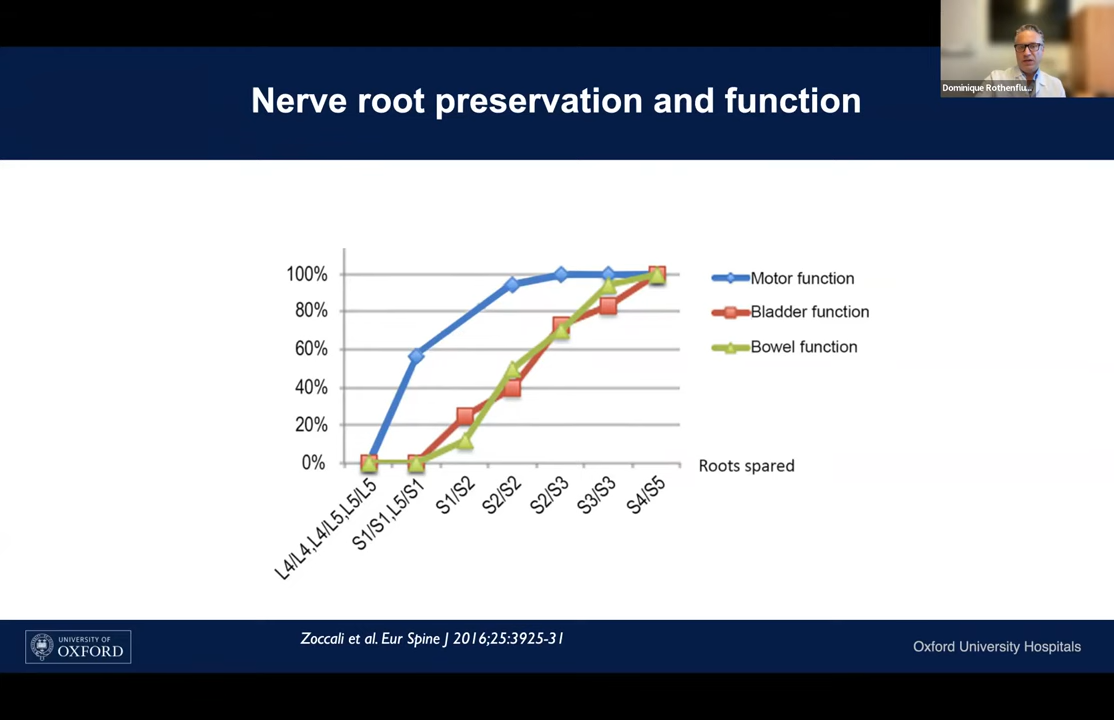 Nerve root preservation and function
Dominique Rothenflu...
100%
80%
60%
40%
20%
0%
L4/L4,L4/L5,L5/L5
S1/S1,L5/S1
S1/S2
S2/S2
S2/S3
S3/S3
S4/S5
Roots spared
Motor function
Bladder function
Bowel function
Zoccali et al. Eur Spine J 2016;25:3925-31
UNIVERSITY OF
OXFORD
Oxford University Hospitals